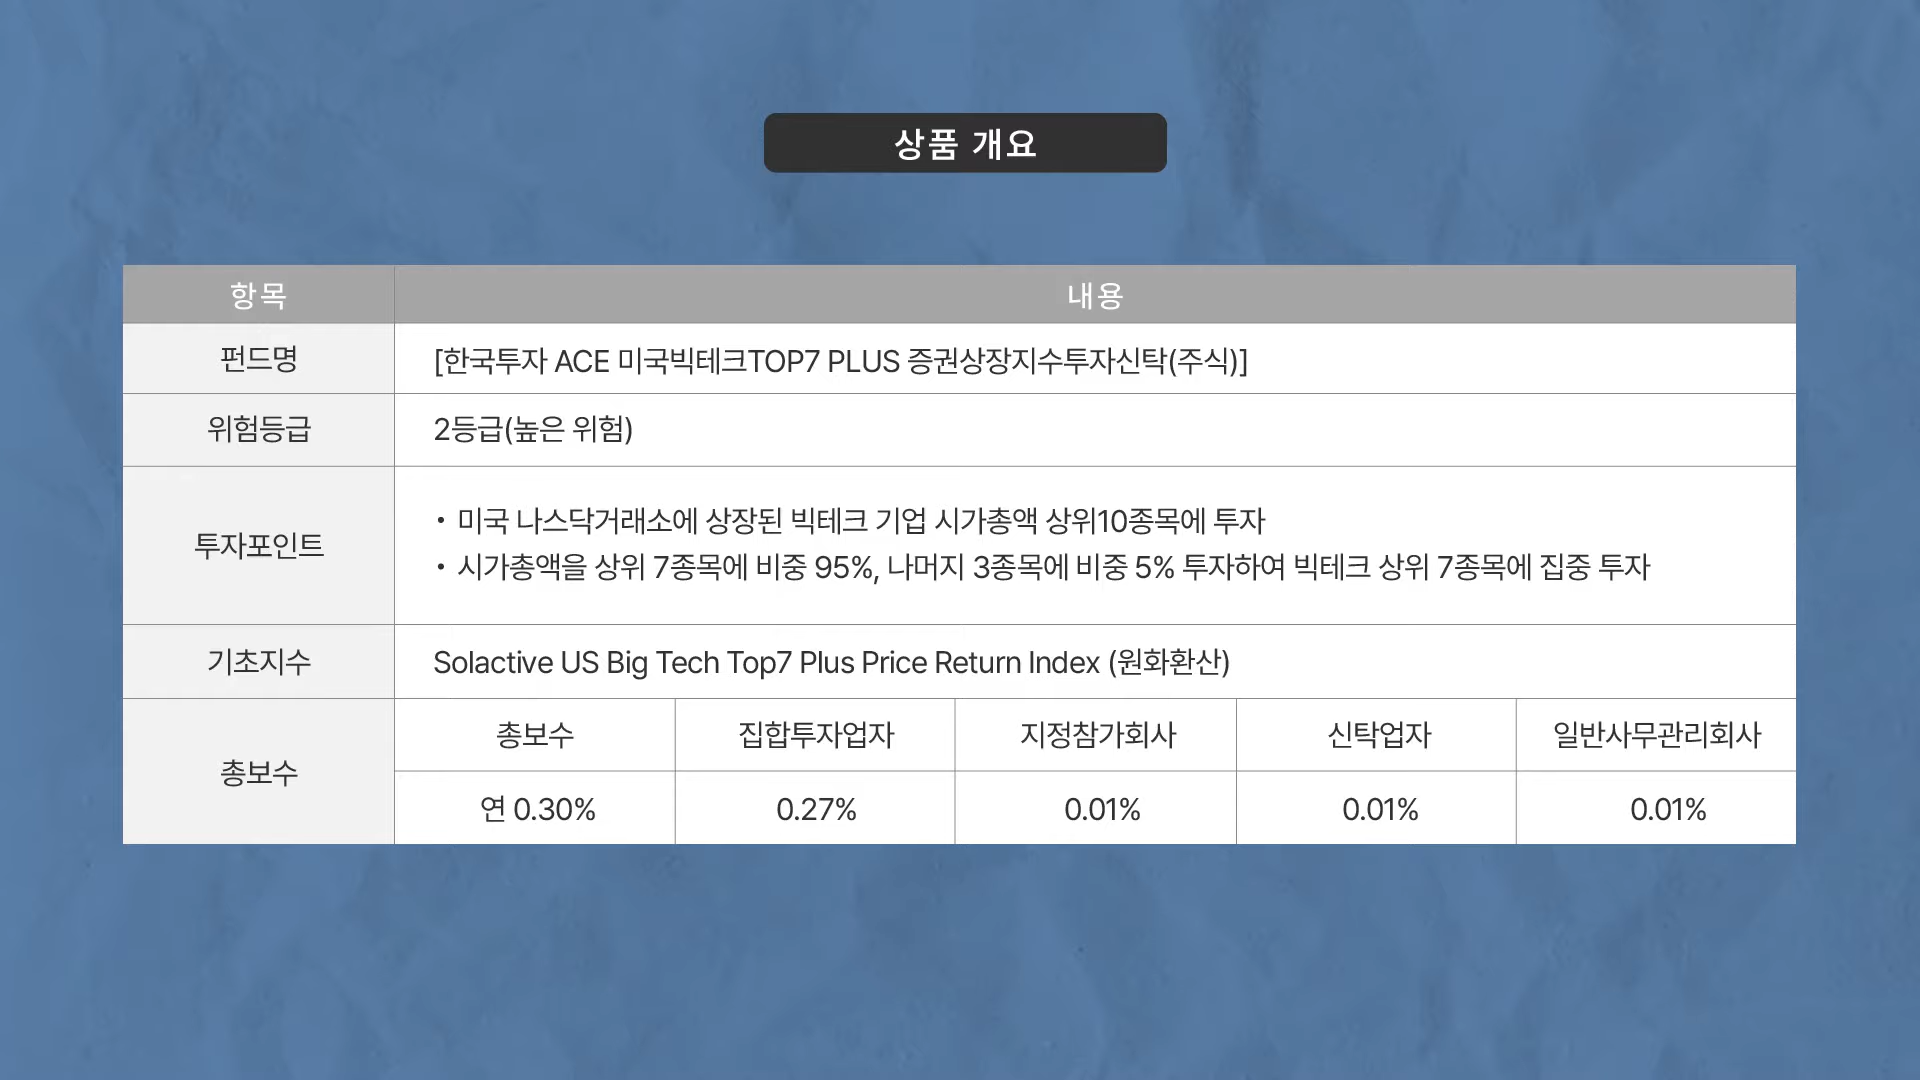 상품 개요
항목
내용
펀드명
[한국투자 ACE 미국빅테크TOP7 PLUS 증권상장지수투자신탁(주식)]
위험등급
2등급(높은 위험)
투자포인트
• 미국 나스닥거래소에 상장된 빅테크 기업 시가총액 상위10종목에 투자
• 시가총액을 상위 7종목에 비중 95%, 나머지 3종목에 비중 5% 투자하여 빅테크 상위 7종목에 집중 투자
기초지수
Solactive US Big Tech Top7 Plus Price Return Index (원화환산)
총보수
총보수
집합투자업자
지정참가회사
신탁업자
일반사무관리회사
연 0.30%
0.27%
0.01%
0.01%
0.01%